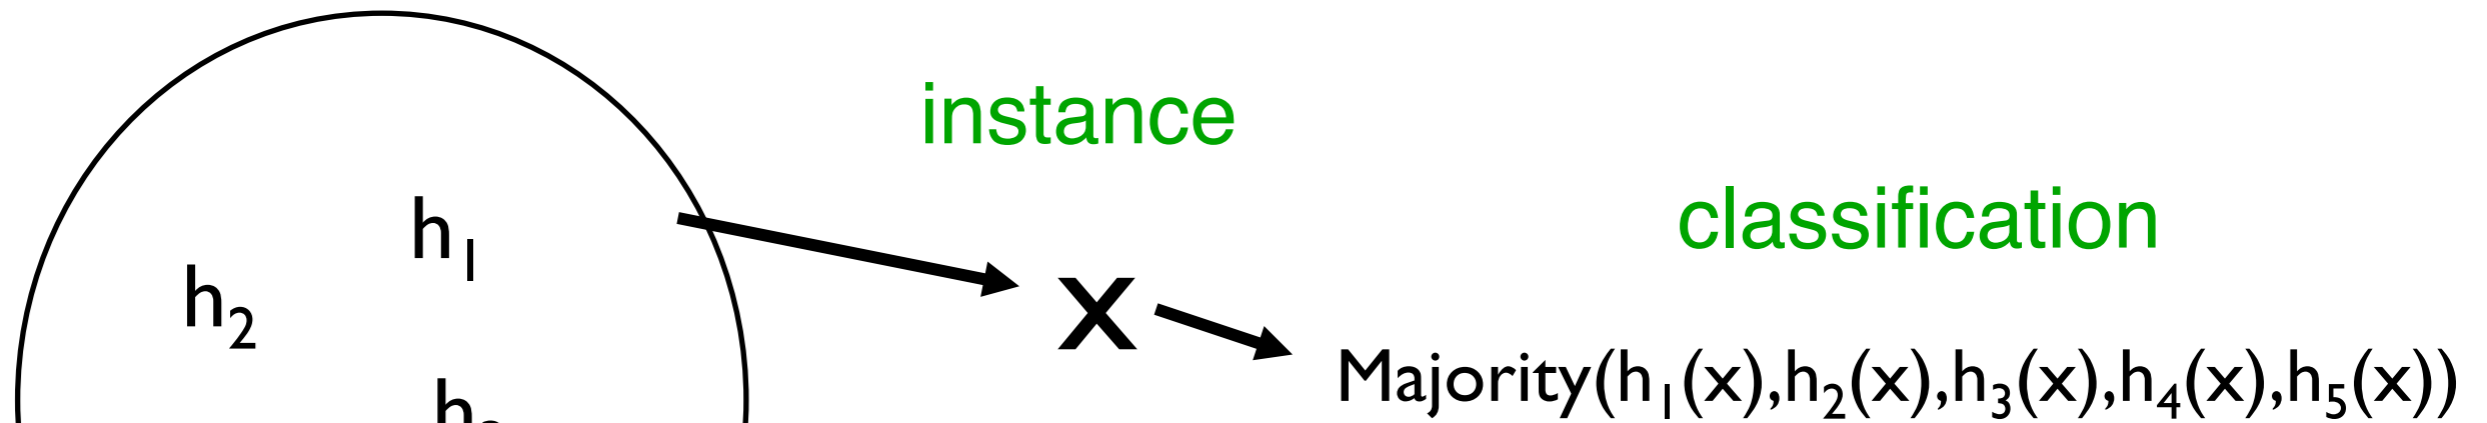 instance
classification
h₁
h₂
x
Majority(h₁(x),h₂(x),h₃(x),h₄(x),h₅(x))